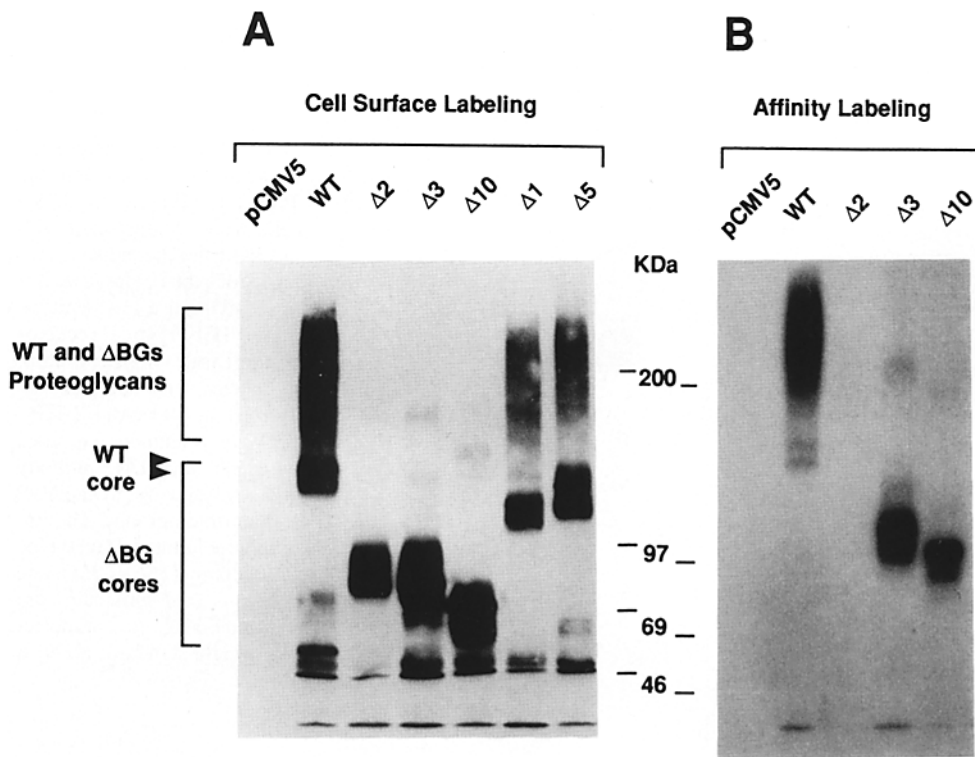 A
B
Cell Surface Labeling
Affinity Labeling
pCMV5
WT
Δ2
Δ3
Δ10
Δ1
Δ5
pCMV5
WT
Δ2
Δ3
Δ10
KDa
WT and ΔBGs
Proteoglycans
200
WT
core
ΔBG
cores
97
69
46